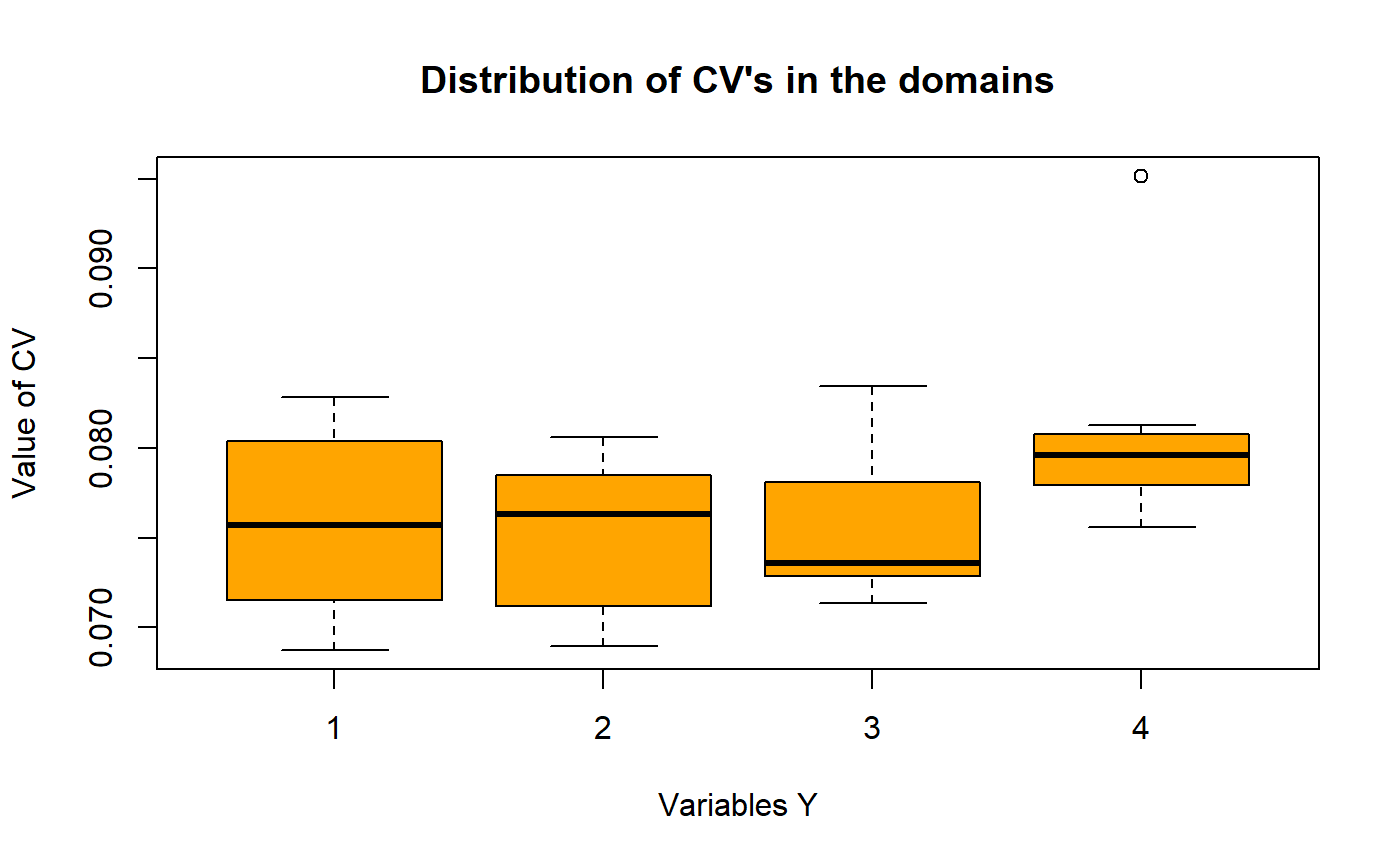 Distribution of CV's in the domains
Value of CV
0.090
0.080
0.070
1 2 3 4
Variables Y